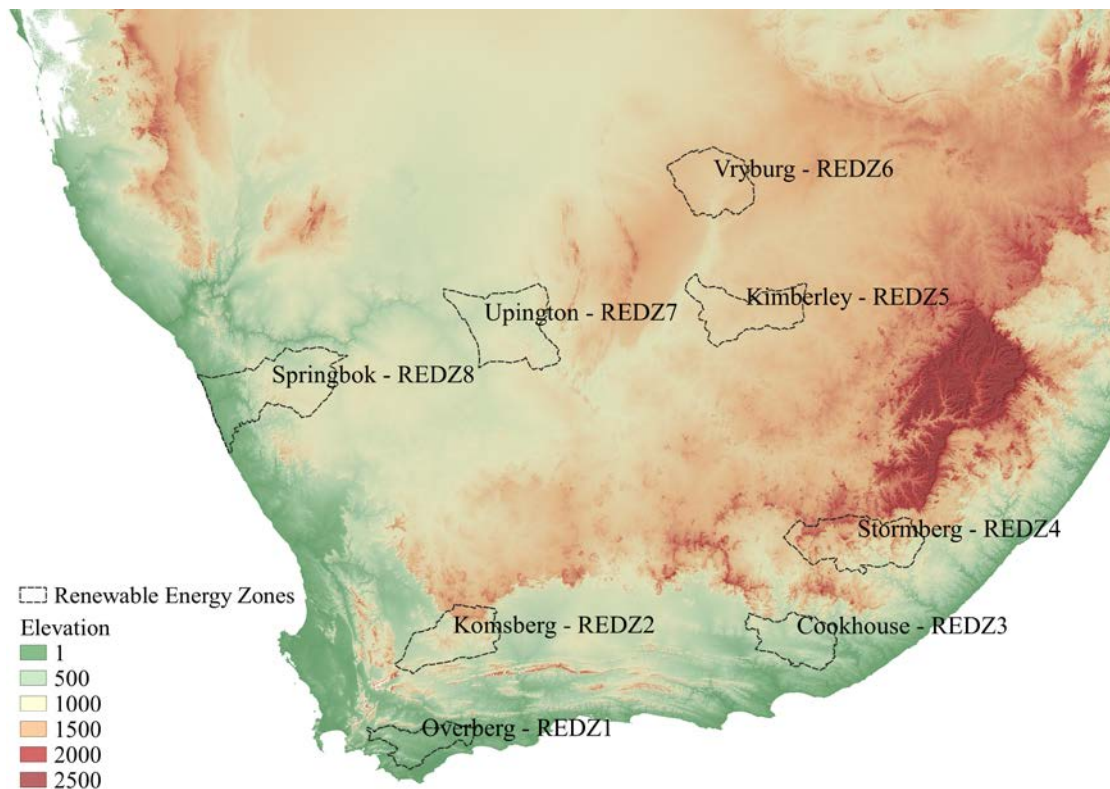 Vryburg - REDZ6
Kimberley - REDZ5
Upington - REDZ7
Springbok - REDZ8
Stormberg - REDZ4
Komsberg - REDZ2
Cookhouse - REDZ3
Overberg - REDZ1
Renewable Energy Zones
Elevation
1
500
1000
1500
2000
2500